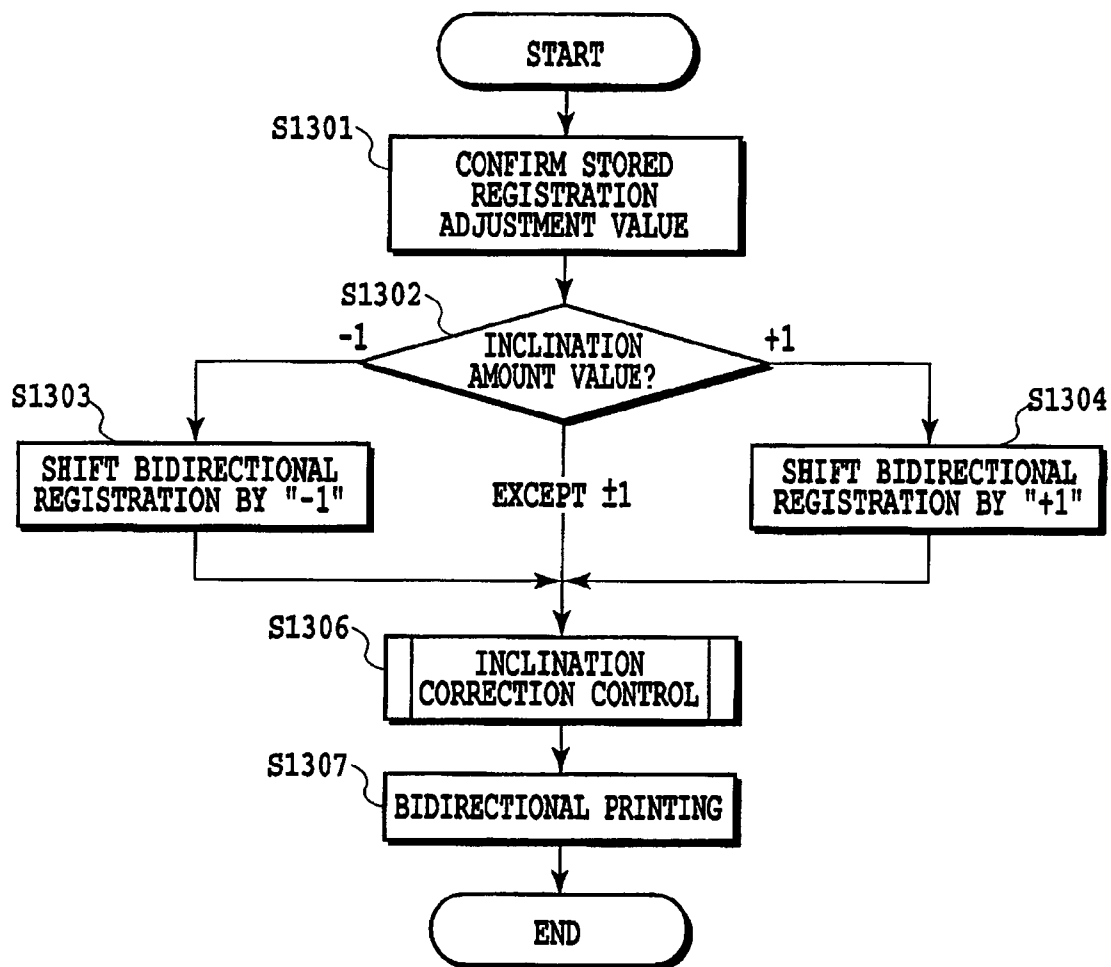 START
S1301
CONFIRM STORED
REGISTRATION
ADJUSTMENT VALUE
S1302
-1
+1
INCLINATION
AMOUNT VALUE?
S1303
S1304
SHIFT BIDIRECTIONAL
REGISTRATION BY "-1"
EXCEPT ±1
SHIFT BIDIRECTIONAL
REGISTRATION BY "+1"
S1306
INCLINATION
CORRECTION CONTROL
S1307
BIDIRECTIONAL PRINTING
END